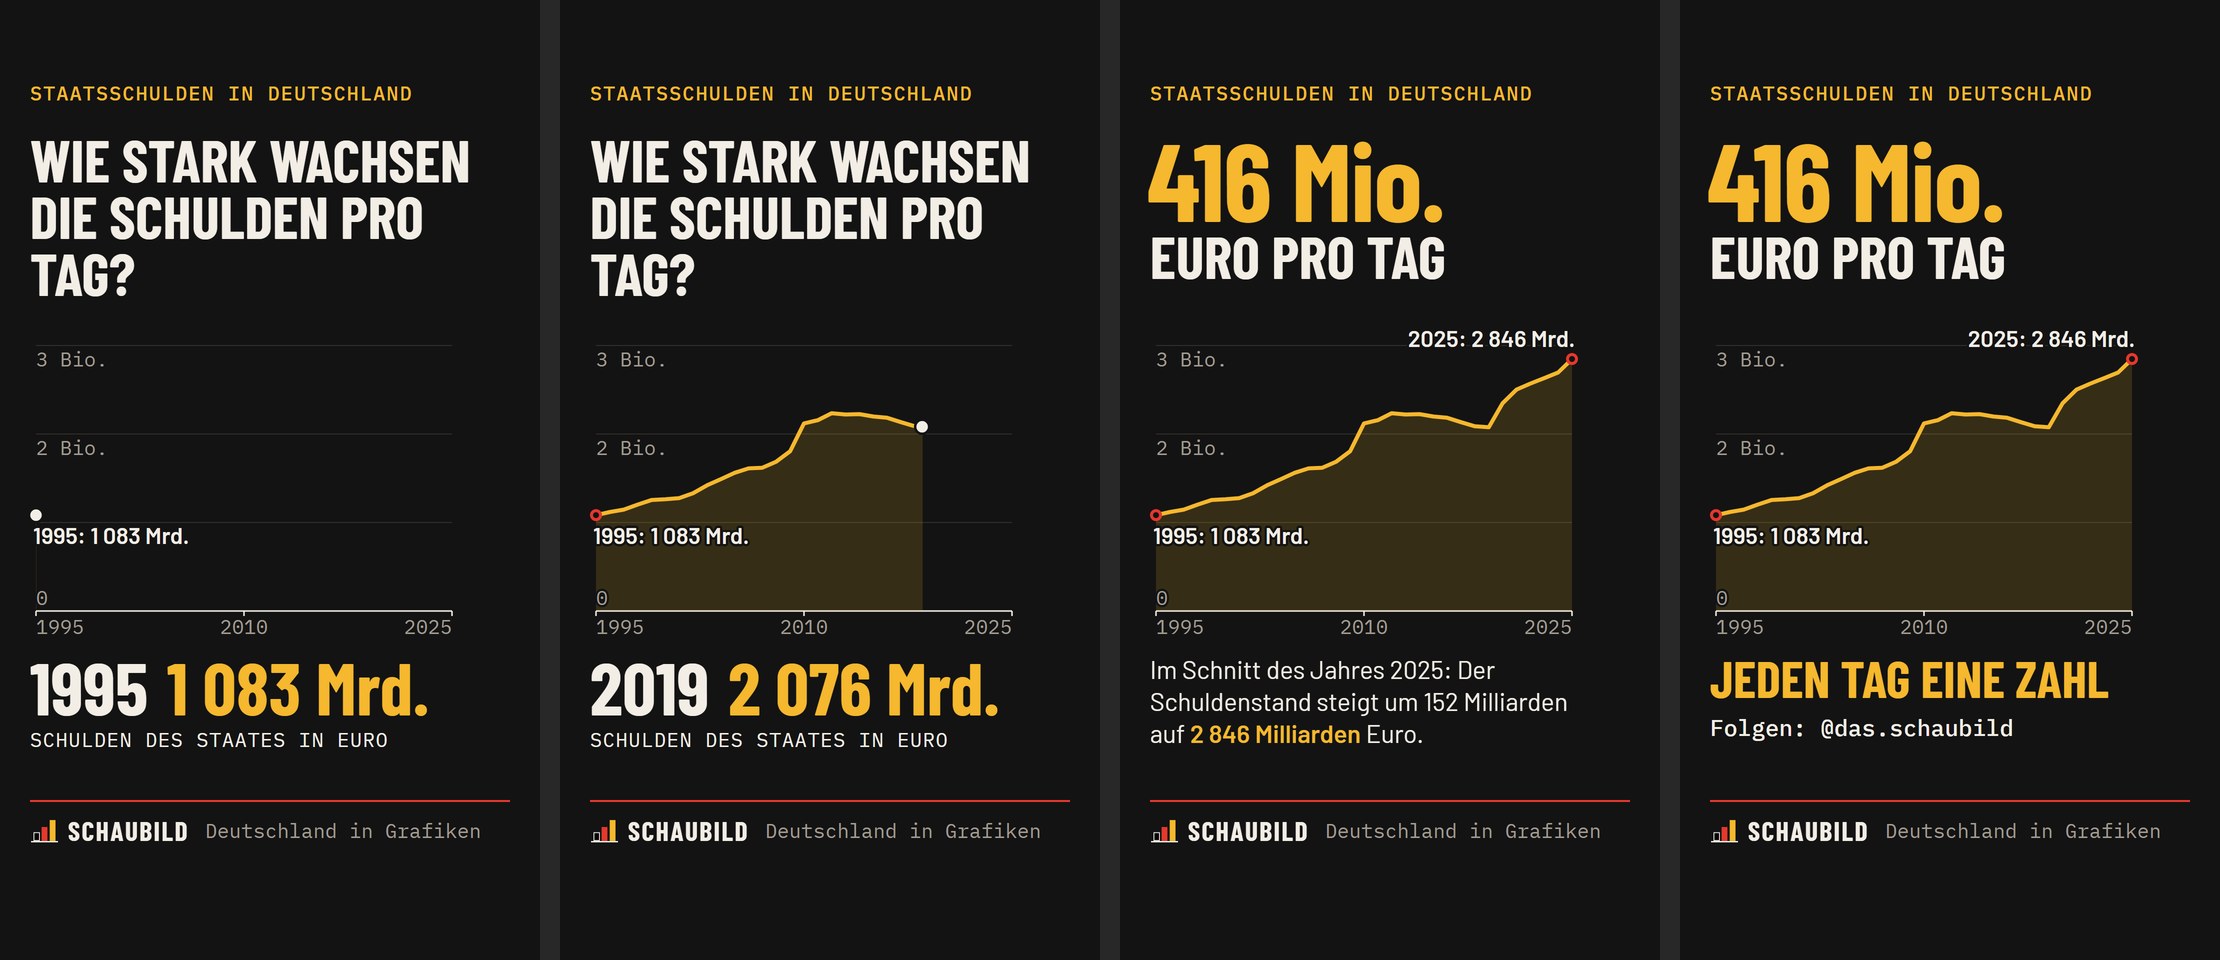 STAATSSCHULDEN IN DEUTSCHLAND
WIE STARK WACHSEN
DIE SCHULDEN PRO
TAG?
3 Bio.
2 Bio.
1995: 1 083 Mrd.
0
1995 2010 2025
1995 1 083 Mrd.
SCHULDEN DES STAATES IN EURO
SCHAUBILD Deutschland in Grafiken
STAATSSCHULDEN IN DEUTSCHLAND
WIE STARK WACHSEN
DIE SCHULDEN PRO
TAG?
3 Bio.
2 Bio.
1995: 1 083 Mrd.
0
1995 2010 2025
2019 2 076 Mrd.
SCHULDEN DES STAATES IN EURO
SCHAUBILD Deutschland in Grafiken
STAATSSCHULDEN IN DEUTSCHLAND
416 Mio.
EURO PRO TAG
2025: 2 846 Mrd.
3 Bio.
2 Bio.
1995: 1 083 Mrd.
0
1995 2010 2025
Im Schnitt des Jahres 2025: Der
Schuldenstand steigt um 152 Milliarden
auf 2 846 Milliarden Euro.
SCHAUBILD Deutschland in Grafiken
STAATSSCHULDEN IN DEUTSCHLAND
416 Mio.
EURO PRO TAG
2025: 2 846 Mrd.
3 Bio.
2 Bio.
1995: 1 083 Mrd.
0
1995 2010 2025
JEDEN TAG EINE ZAHL
Folgen: @das.schaubild
SCHAUBILD Deutschland in Grafiken